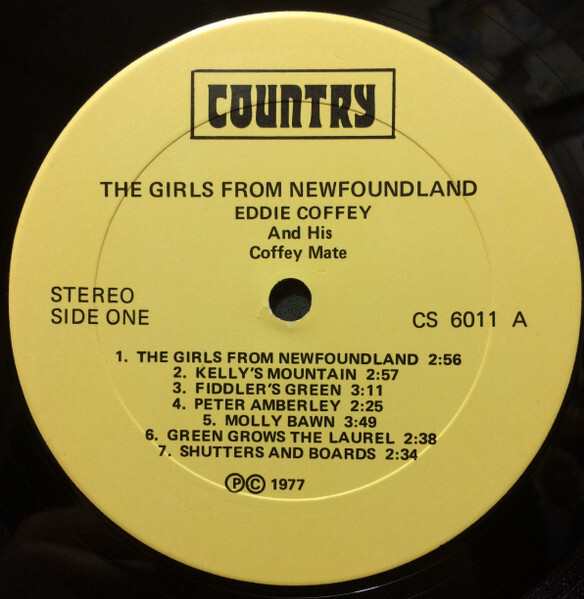 COUNTRY
THE GIRLS FROM NEWFOUNDLAND
EDDIE COFFEY
And His
Coffey Mate
STEREO
SIDE ONE
CS 6011 A
1. THE GIRLS FROM NEWFOUNDLAND 2:56
2. KELLY'S MOUNTAIN 2:57
3. FIDDLER'S GREEN 3:11
4. PETER AMBERLEY 2:25
5. MOLLY BAWN 3:49
6. GREEN GROWS THE LAUREL 2:38
7. SHUTTERS AND BOARDS 2:34
ⓅⒸ 1977